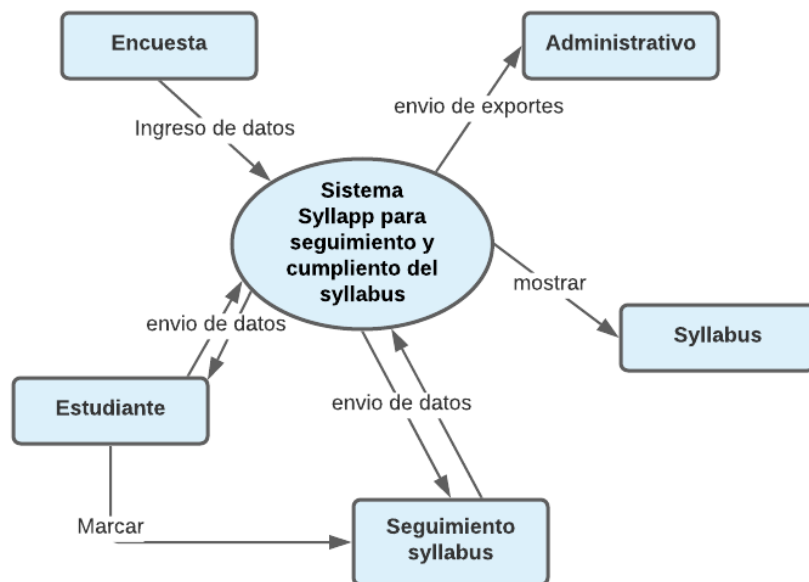 Encuesta
Administrativo
envio de exportes
Ingreso de datos
Sistema
Syllapp para
seguimiento y
cumpliento del
syllabus
mostrar
envio de datos
Syllabus
Estudiante
envio de datos
Marcar
Seguimiento
syllabus